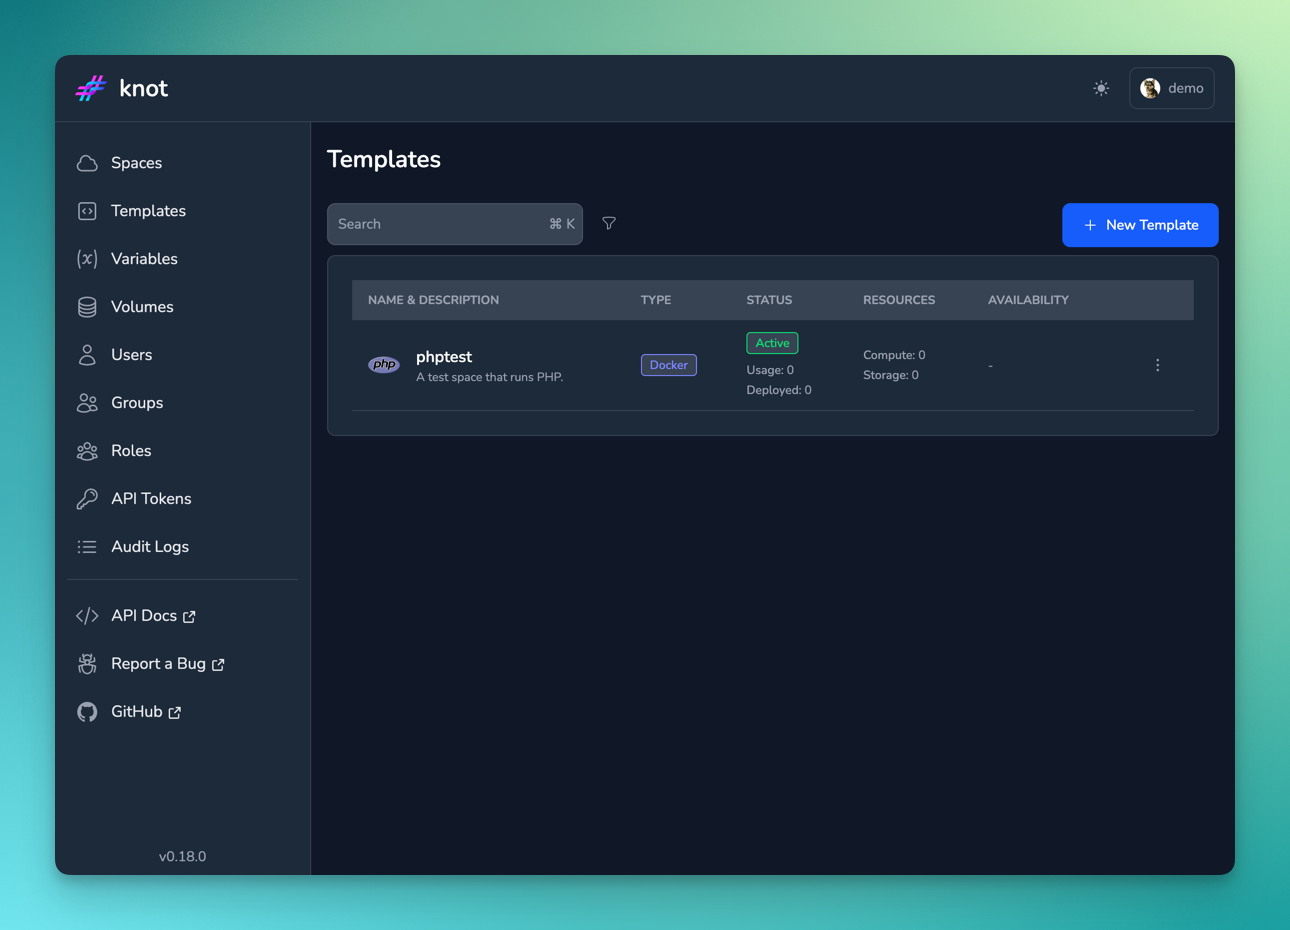 knot
demo
Spaces
Templates
Variables
Volumes
Users
Groups
Roles
API Tokens
Audit Logs
API Docs
Report a Bug
GitHub
v0.18.0
Templates
Search ⌘ K
+ New Template
NAME & DESCRIPTION TYPE STATUS RESOURCES AVAILABILITY
php
phptest
A test space that runs PHP.
Docker
Active
Usage: 0
Deployed: 0
Compute: 0
Storage: 0
-